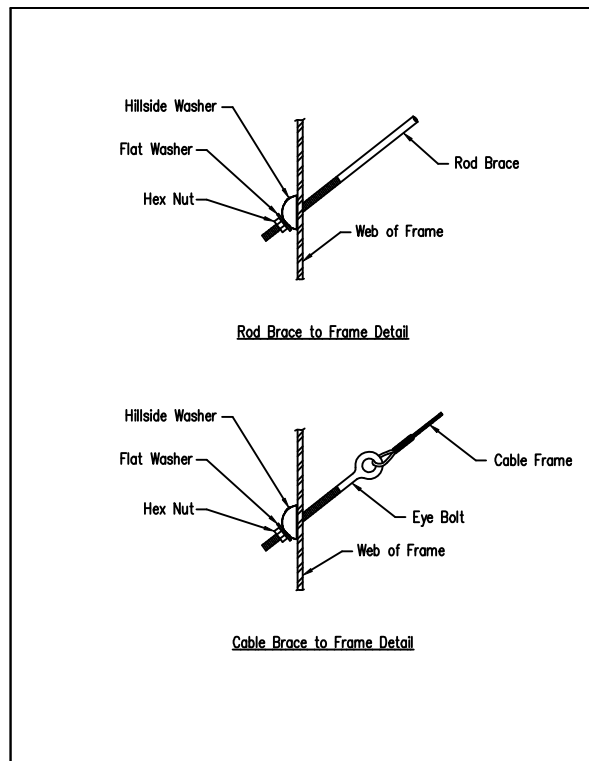 Hillside Washer
Flat Washer
Hex Nut
Rod Brace
Web of Frame
Rod Brace to Frame Detail
Hillside Washer
Flat Washer
Hex Nut
Cable Frame
Eye Bolt
Web of Frame
Cable Brace to Frame Detail